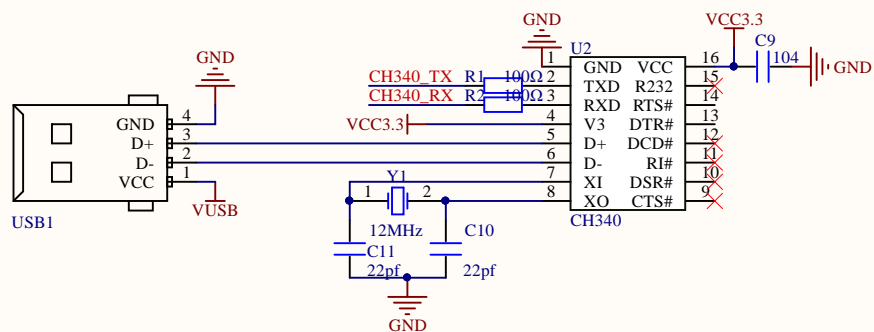 VCC3.3
GND
U2
C9
104
GND
GND
1 GND VCC 16
CH340_TX R1 100Ω 2 TXD R232 15
CH340_RX R2 100Ω 3 RXD RTS# 14
VCC3.3 4 V3 DTR# 13
GND 4
D+ 3
5 D+ DCD# 12
D- 2
6 D- RI# 11
VCC 1
7 XI DSR# 10
Y1
1 2
8 XO CTS# 9
VUSB
USB1
12MHz
CH340
C11
22pf
C10
22pf
GND